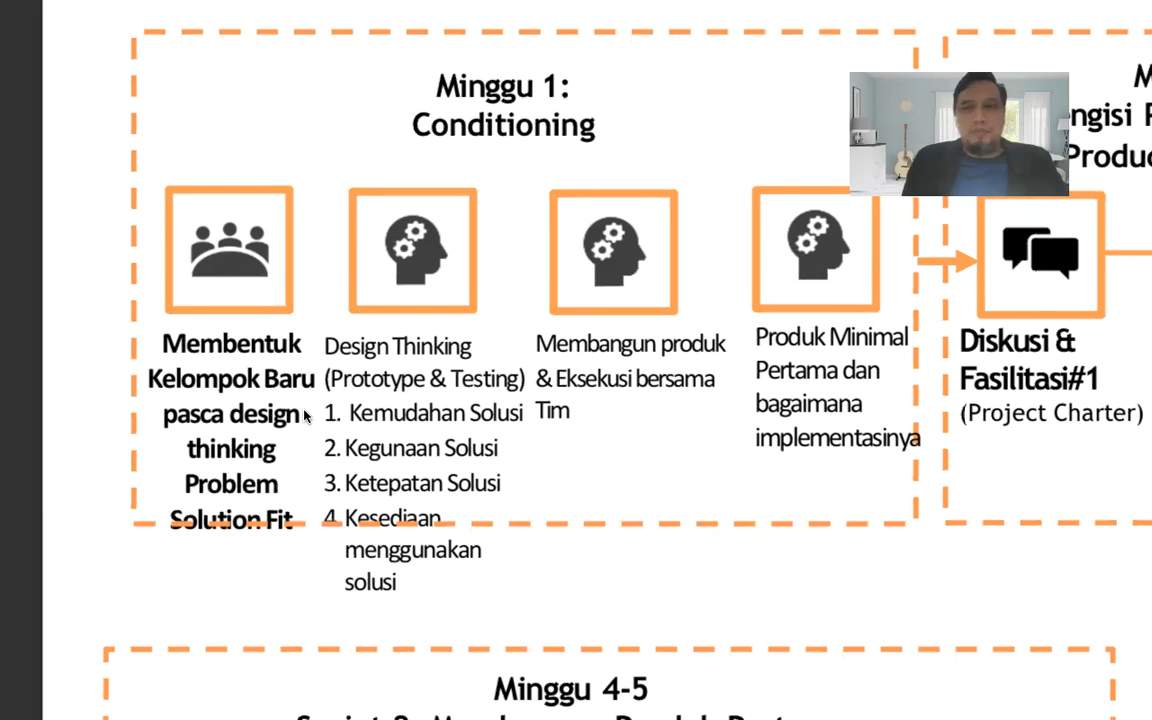 Minggu 1:
Conditioning
Membentuk
Kelompok Baru
pasca design
thinking
Problem
Solution Fit
Design Thinking
(Prototype & Testing)
1. Kemudahan Solusi
2. Kegunaan Solusi
3. Ketepatan Solusi
4. Kesediaan
menggunakan
solusi
Membangun produk
& Eksekusi bersama
Tim
Produk Minimal
Pertama dan
bagaimana
implementasinya
Diskusi &
Fasilitasi#1
(Project Charter)
Minggu 4-5